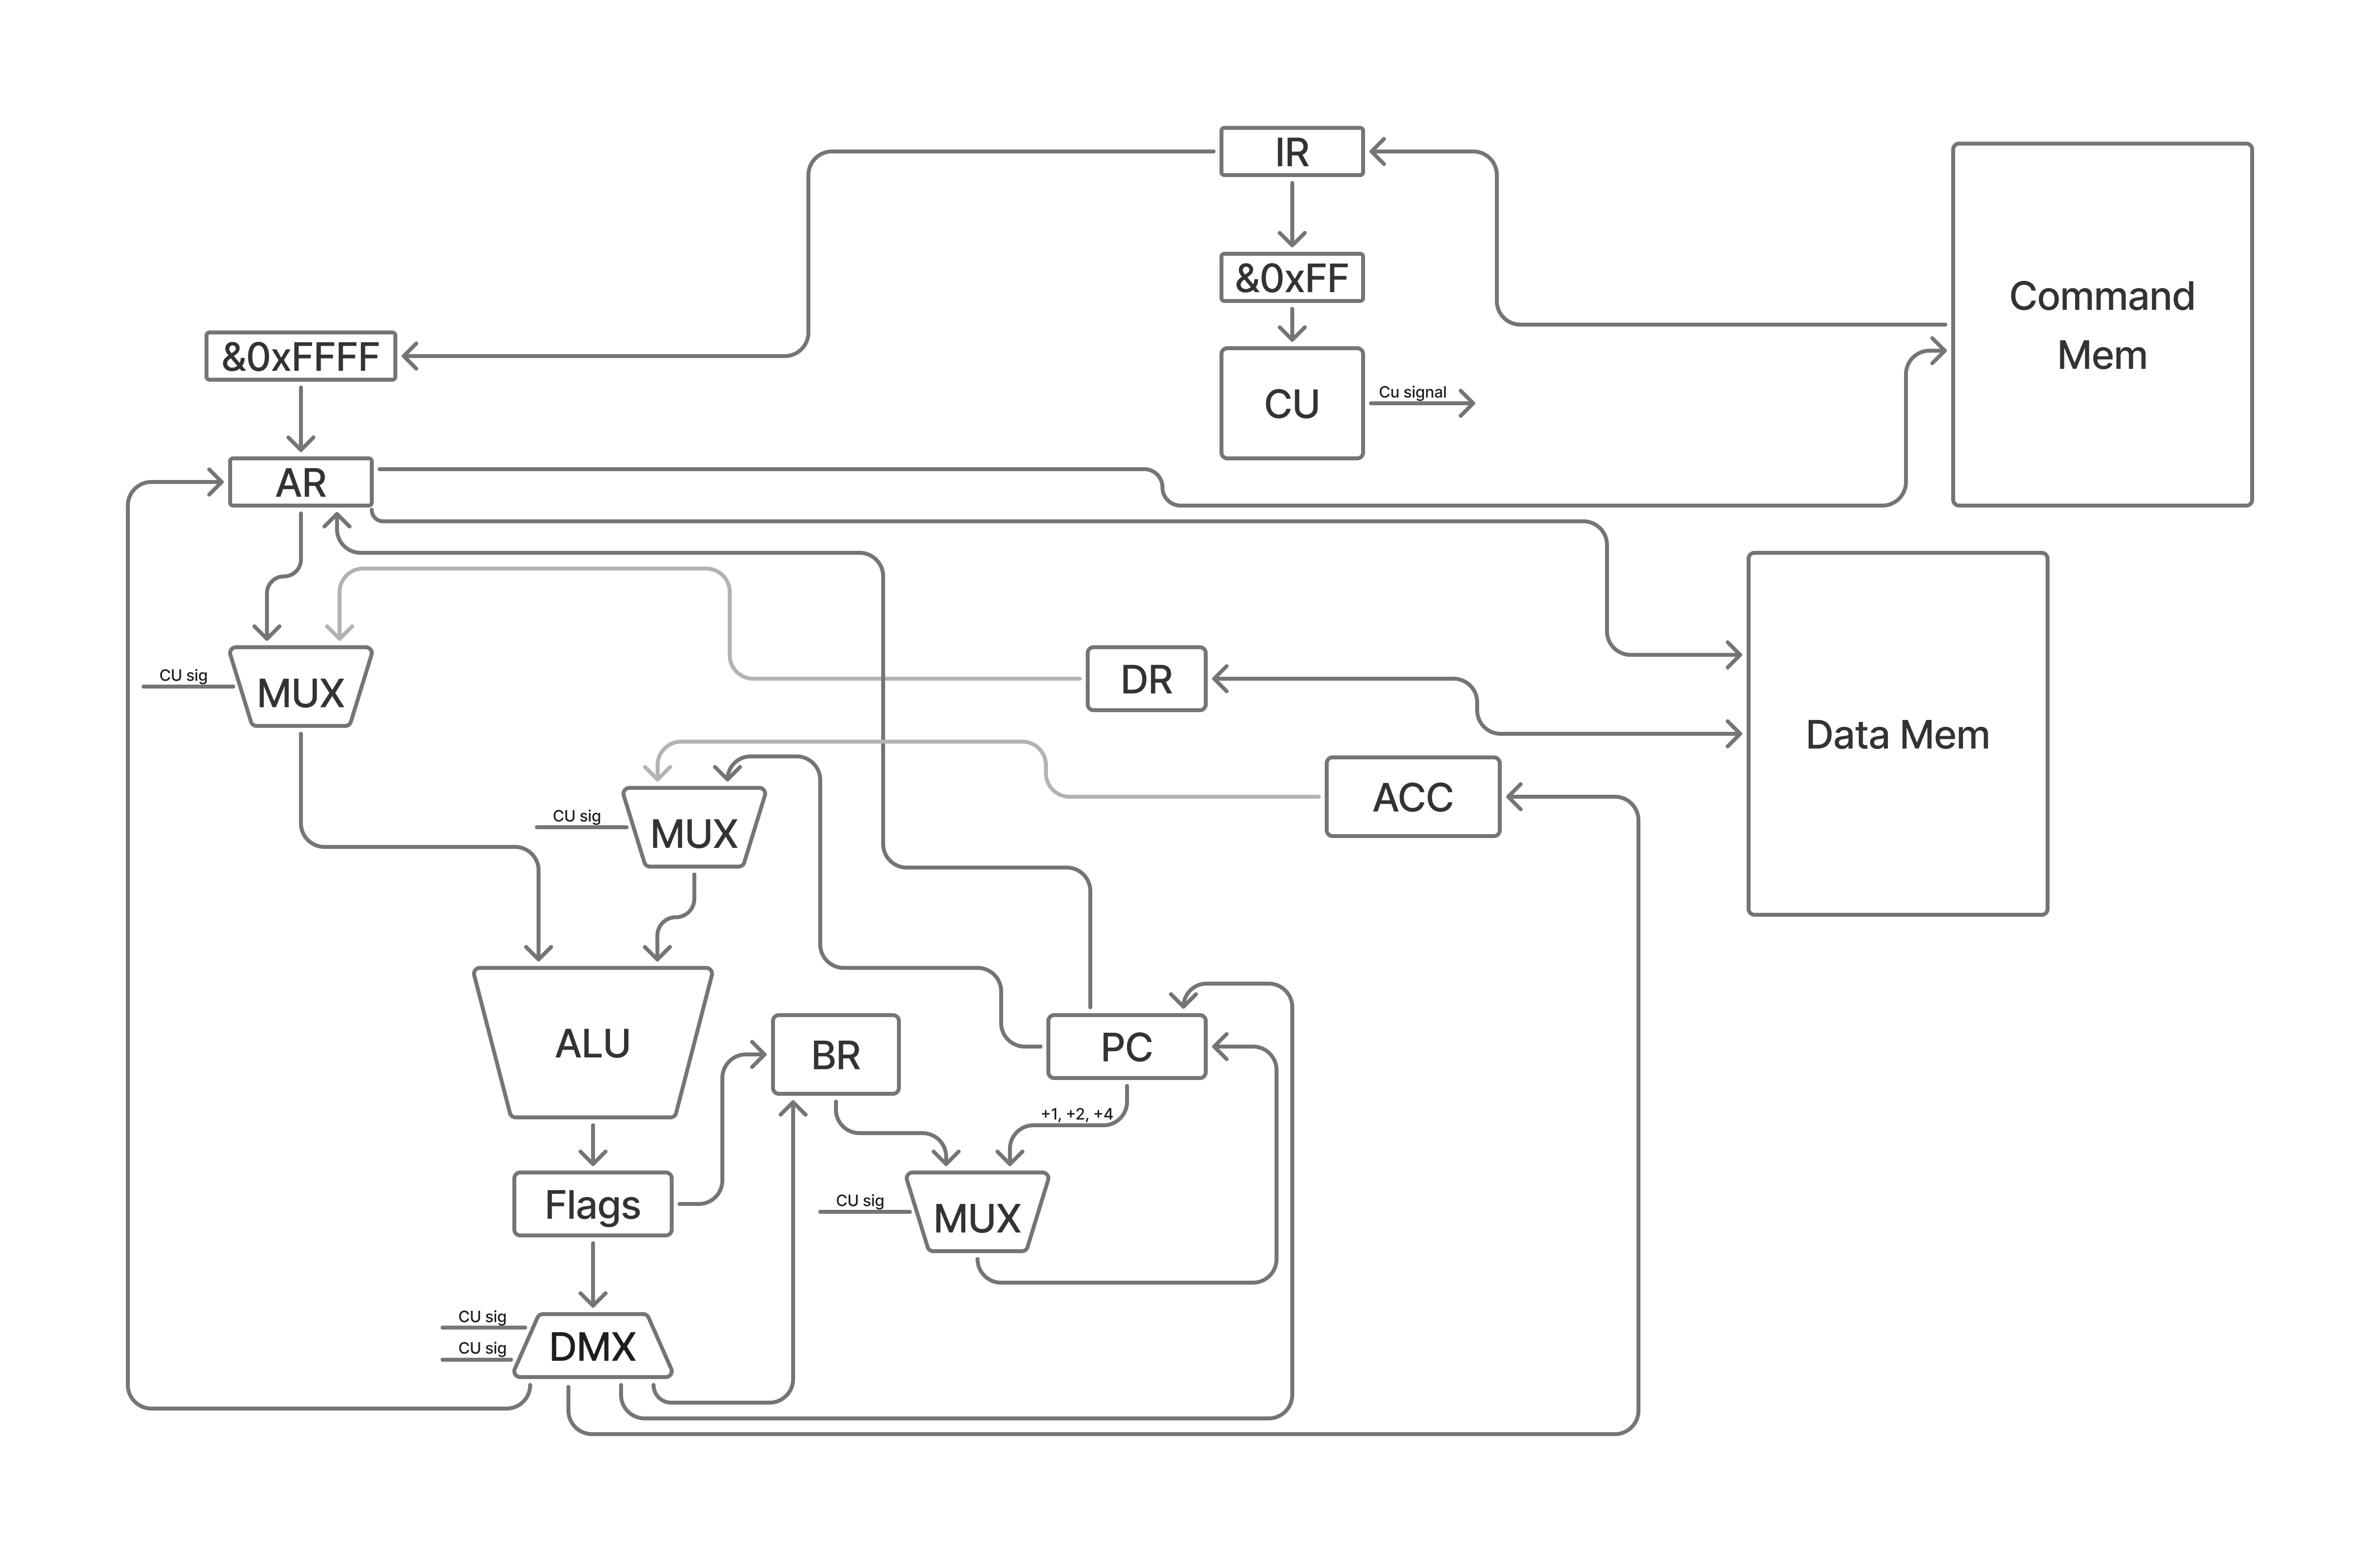 IR
&0xFF
Command
Mem
&0xFFFF
CU
Cu signal
AR
CU sig
MUX
DR
Data Mem
CU sig
MUX
ACC
ALU
BR
PC
+1, +2, +4
Flags
CU sig
MUX
CU sig
CU sig
DMX